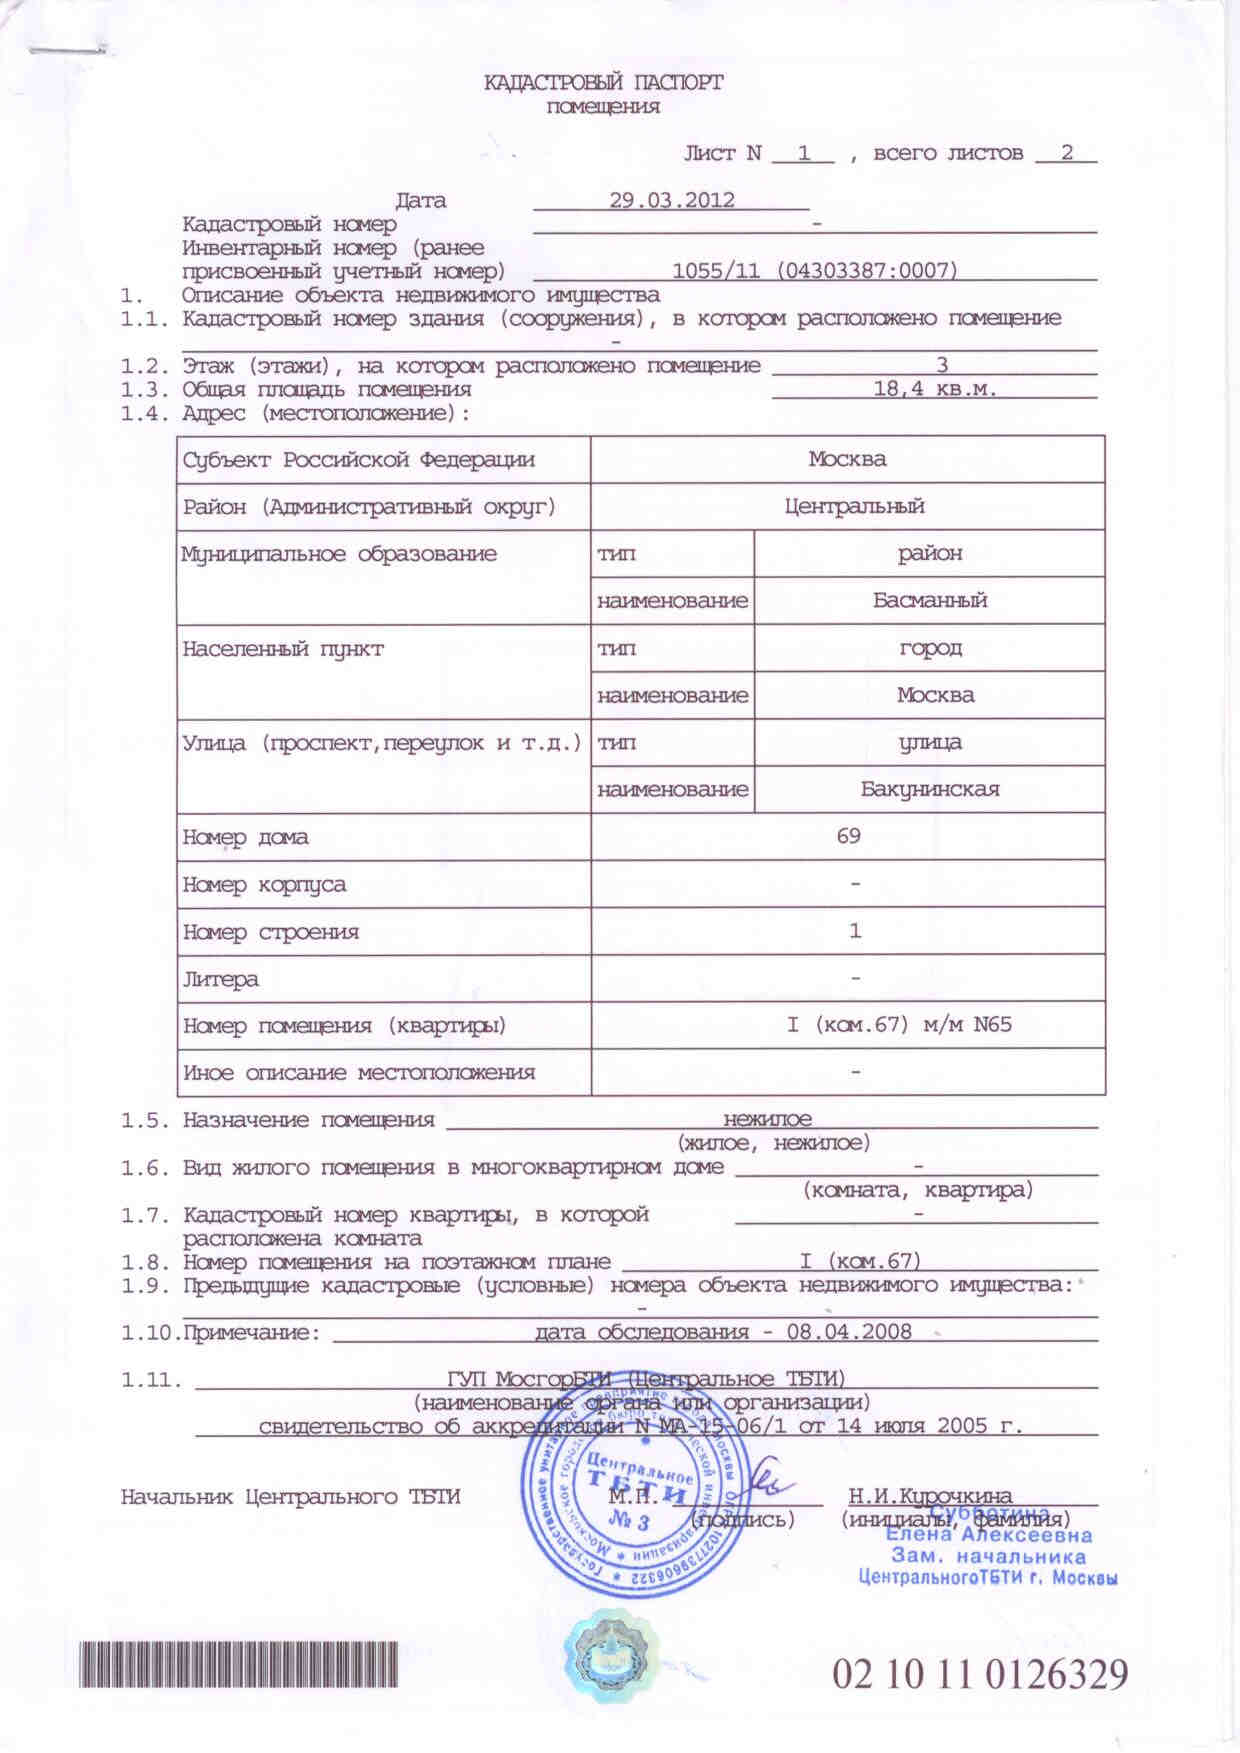 КАДАСТРОВЫЙ ПАСПОРТ
помещения
Лист N 1 , всего листов 2
Дата 29.03.2012
Кадастровый номер -
Инвентарный номер (ранее
присвоенный учетный номер) 1055/11 (04303387:0007)
1. Описание объекта недвижимого имущества
1.1. Кадастровый номер здания (сооружения), в котором расположено помещение
-
1.2. Этаж (этажи), на котором расположено помещение 3
1.3. Общая площадь помещения 18,4 кв.м.
1.4. Адрес (местоположение):
Субъект Российской Федерации Москва
Район (Административный округ) Центральный
Муниципальное образование тип район
наименование Басманный
Населенный пункт тип город
наименование Москва
Улица (проспект,переулок и т.д.) тип улица
наименование Бакунинская
Номер дома 69
Номер корпуса -
Номер строения 1
Литера -
Номер помещения (квартиры) I (ком.67) м/м N65
Иное описание местоположения -
1.5. Назначение помещения нежилое
(жилое, нежилое)
1.6. Вид жилого помещения в многоквартирном доме -
(комната, квартира)
1.7. Кадастровый номер квартиры, в которой -
расположена комната
1.8. Номер помещения на поэтажном плане I (ком.67)
1.9. Предыдущие кадастровые (условные) номера объекта недвижимого имущества:
-
1.10.Примечание: дата обследования - 08.04.2008
1.11. ГУП МосгорБТИ (Центральное ТБТИ)
(наименование органа или организации)
свидетельство об аккредитации N МА-15-06/1 от 14 июля 2005 г.
Центральное
ТБТИ
№ 3
Начальник Центрального ТБТИ М.П. Н.И.Курочкина
(подпись) (инициалы, фамилия)
Субботина
Елена Алексеевна
Зам. начальника
ЦентральногоТБТИ г. Москвы
02 10 11 0126329